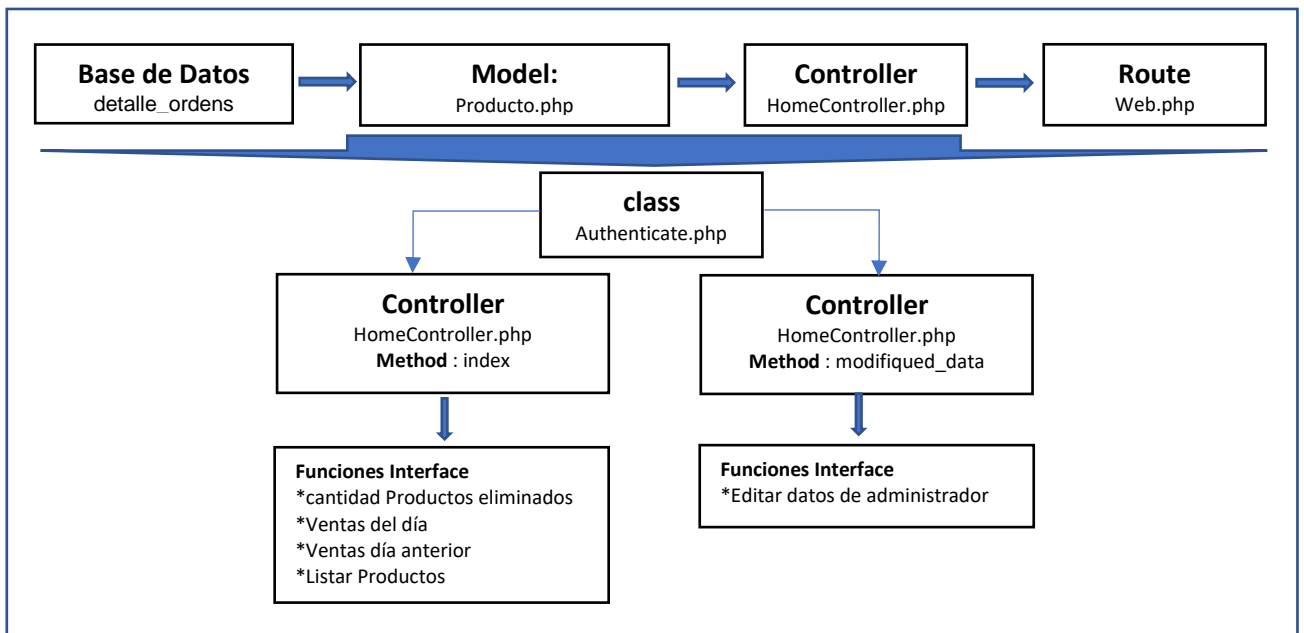 Base de Datos
detalle_ordens
Model:
Producto.php
Controller
HomeController.php
Route
Web.php
class
Authenticate.php
Controller
HomeController.php
Method : index
Controller
HomeController.php
Method : modifiqued_data
Funciones Interface
*cantidad Productos eliminados
*Ventas del día
*Ventas día anterior
*Listar Productos
Funciones Interface
*Editar datos de administrador